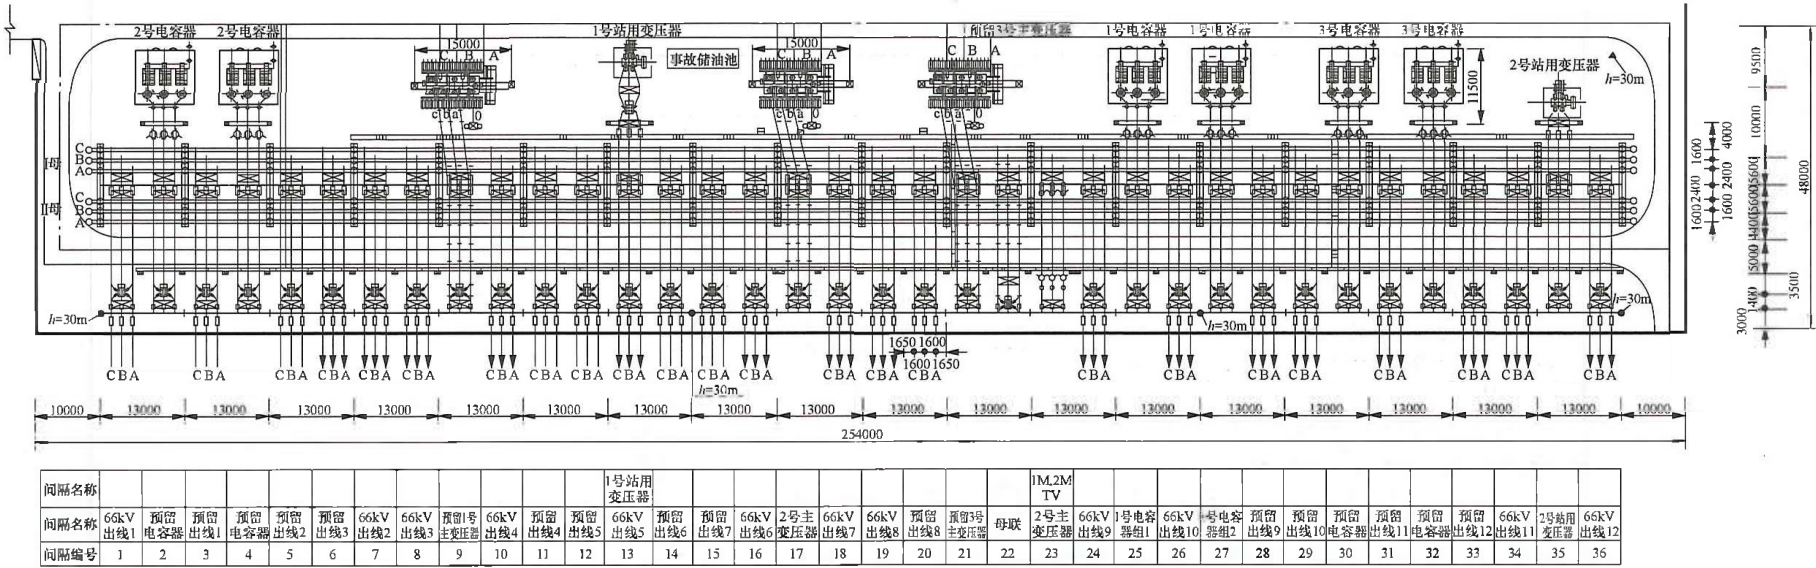 2号电容器 2号电容器 1号站用变压器 预留3号主变压器 1号电容器 1号电容器 3号电容器 3号电容器
15000 事故储油池 15000 2号站用变压器 h=30m
C B A C B A C B A
11500
c b a 0 c b a 0 c b a 0
I母 C B A
II母 C B A
9500
10000
4000
1600 2400 5600
2400 5600
1600 1600 4400
5000
1400 3500
3000
48000
h=30m h=30m h=30m
1650 1600
1600 1650
CBA CBA CBA CBA CBA CBA CBA CBA CBA CBA CBA CBA CBA CBA CBA CBA CBA CBA CBA CBA CBA CBA CBA CBA
h=30m
10000 13000 13000 13000 13000 13000 13000 13000 13000 13000 13000 13000 13000 13000 13000 13000 13000 13000 13000 10000
254000
间隔名称 1号站用变压器 1M,2M TV
间隔名称 66kV出线1 预留电容器 预留出线1 预留电容器 预留出线2 预留出线3 66kV出线2 66kV出线3 预留1号主变压器 66kV出线4 预留出线4 预留出线5 66kV出线5 预留出线6 预留出线7 66kV出线6 2号主变压器 66kV出线7 66kV出线8 预留出线8 预留3号主变压器 母联 2号主变压器 66kV出线9 1号电容器组1 66kV出线10 号电容器组2 预留出线9 预留出线10 预留电容器 预留出线11 预留电容器 预留出线12 66kV出线11 2号站用变压器 66kV出线12
间隔编号 1 2 3 4 5 6 7 8 9 10 11 12 13 14 15 16 17 18 19 20 21 22 23 24 25 26 27 28 29 30 31 32 33 34 35 36